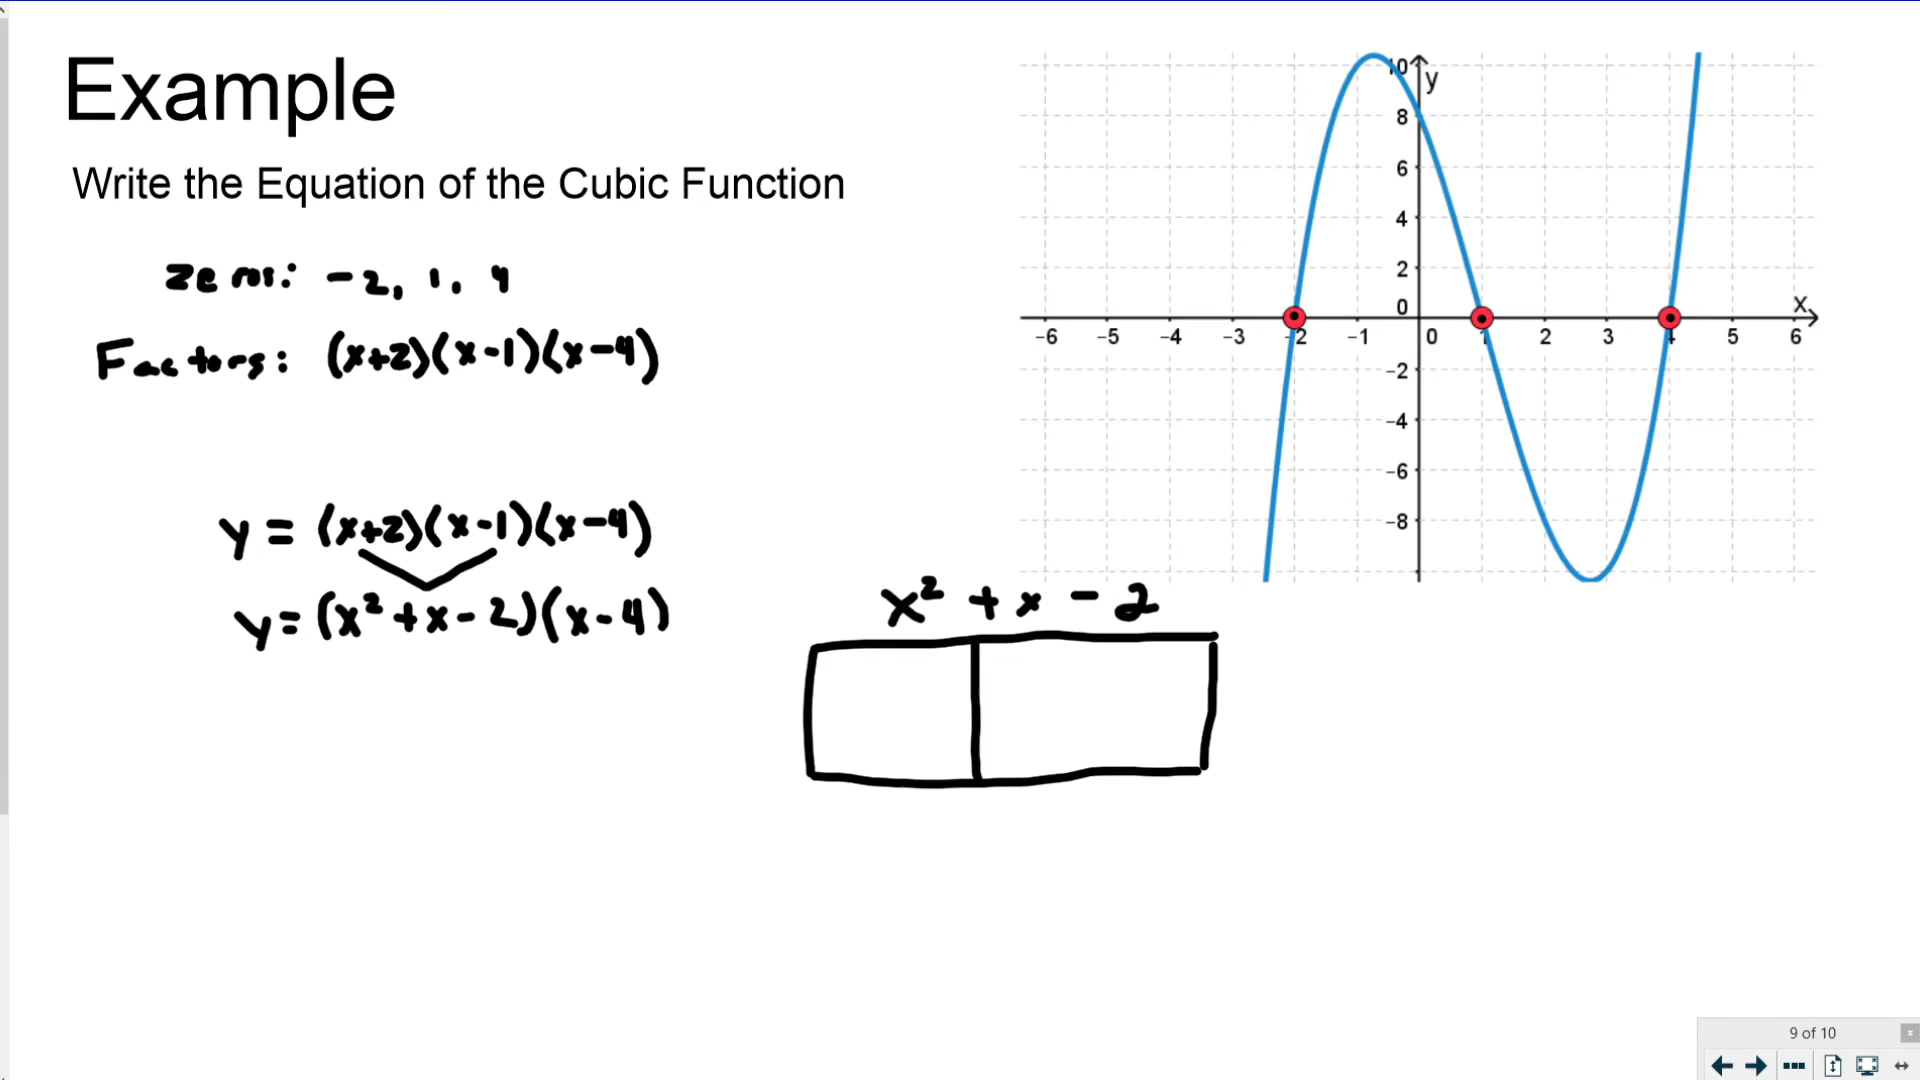 Example
Write the Equation of the Cubic Function
zeros: -2, 1, 4
Factors: (x+2)(x-1)(x-4)
y = (x+2)(x-1)(x-4)
y = (x² + x - 2)(x - 4)
x² + x - 2
10 y
8
6
4
2
0 x
-6 -5 -4 -3 -2 -1 0 1 2 3 4 5 6
-2
-4
-6
-8
9 of 10